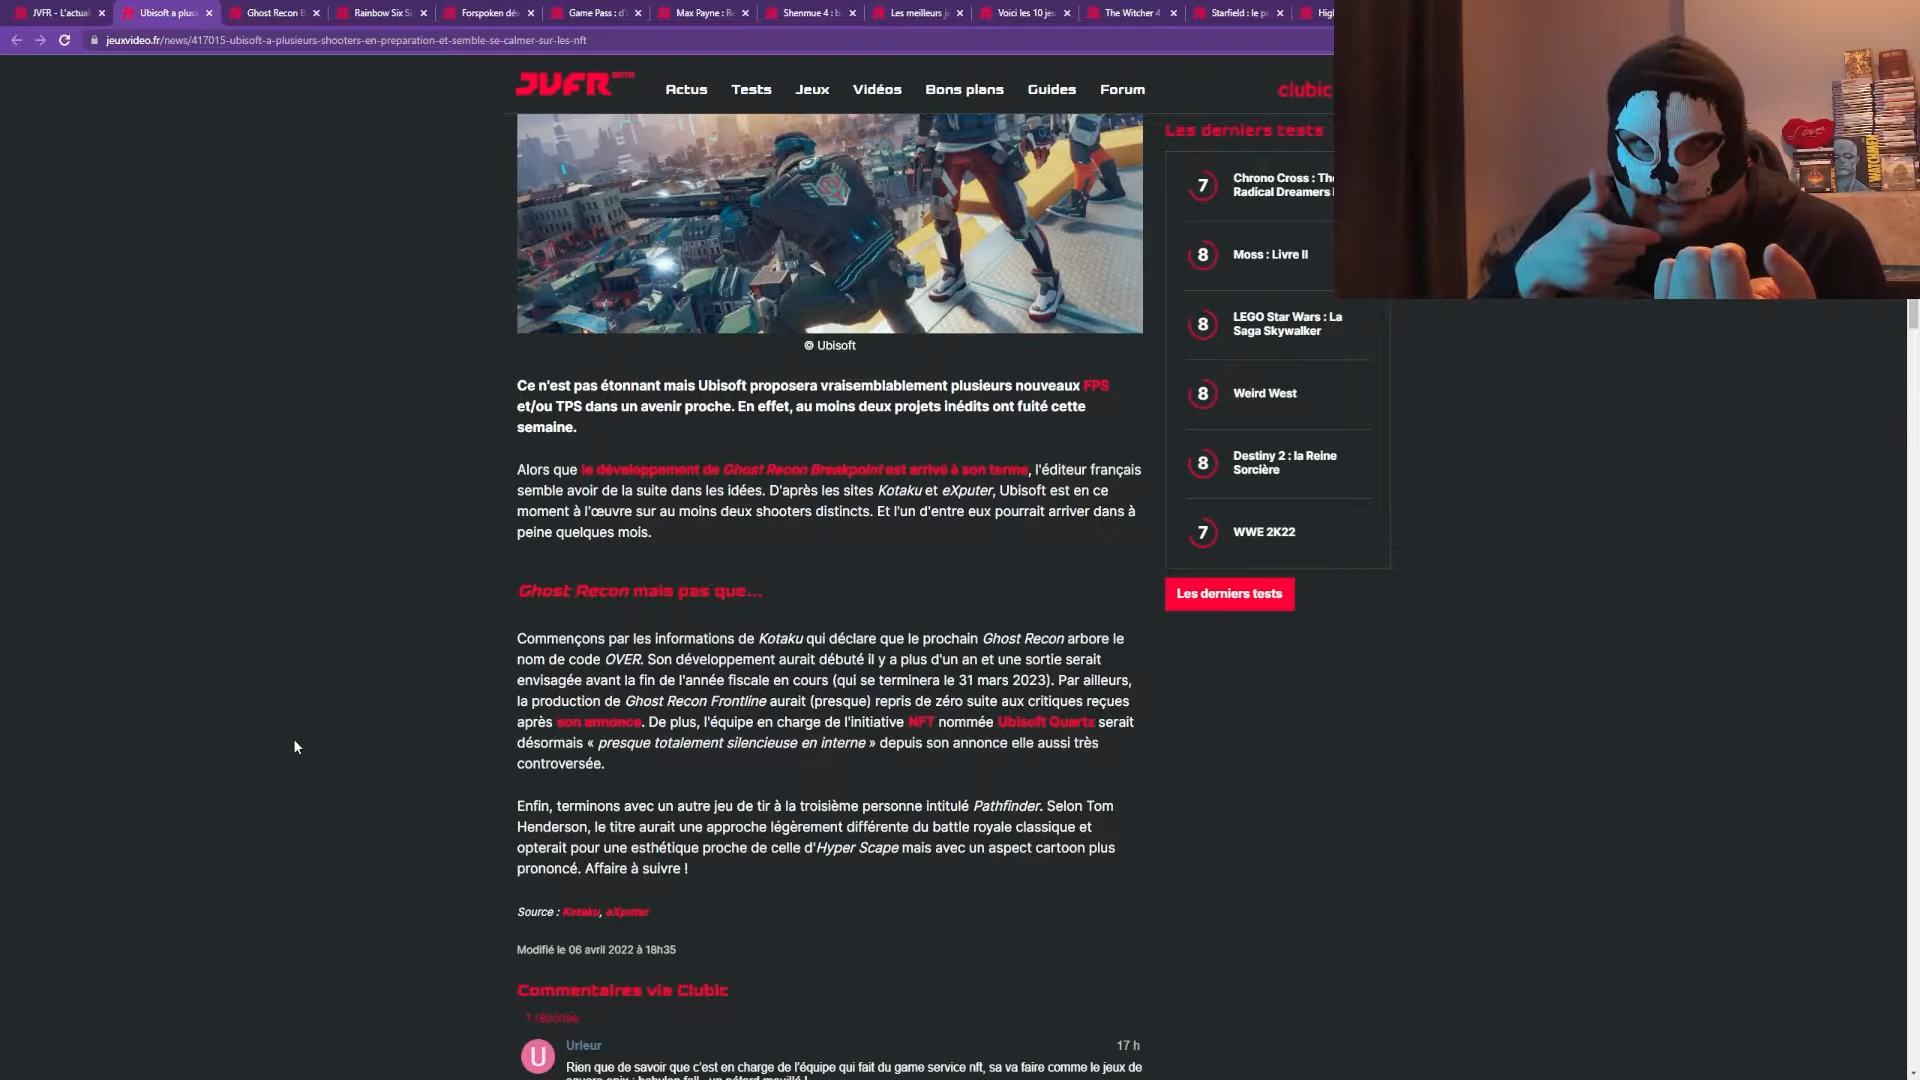 JVFR - L'actuali
Ubisoft a plusi
Ghost Recon B
Rainbow Six Si
Forspoken dév
Game Pass : d'
Max Payne : Re
Shenmue 4 : b
Les meilleurs je
Voici les 10 jeu
The Witcher 4
Starfield : le pr
High
jeuxvideo.fr/news/417015-ubisoft-a-plusieurs-shooters-en-preparation-et-semble-se-calmer-sur-les-nft
JVFR
Actus
Tests
Jeux
Vidéos
Bons plans
Guides
Forum
clubic
© Ubisoft
Ce n'est pas étonnant mais Ubisoft proposera vraisemblablement plusieurs nouveaux FPS
et/ou TPS dans un avenir proche. En effet, au moins deux projets inédits ont fuité cette
semaine.
Alors que le développement de Ghost Recon Breakpoint est arrivé à son terme, l'éditeur français
semble avoir de la suite dans les idées. D'après les sites Kotaku et eXputer, Ubisoft est en ce
moment à l'œuvre sur au moins deux shooters distincts. Et l'un d'entre eux pourrait arriver dans à
peine quelques mois.
Ghost Recon mais pas que...
Commençons par les informations de Kotaku qui déclare que le prochain Ghost Recon arbore le
nom de code OVER. Son développement aurait débuté il y a plus d'un an et une sortie serait
envisagée avant la fin de l'année fiscale en cours (qui se terminera le 31 mars 2023). Par ailleurs,
la production de Ghost Recon Frontline aurait (presque) repris de zéro suite aux critiques reçues
après son annonce. De plus, l'équipe en charge de l'initiative NFT nommée Ubisoft Quartz serait
désormais « presque totalement silencieuse en interne » depuis son annonce elle aussi très
controversée.
Enfin, terminons avec un autre jeu de tir à la troisième personne intitulé Pathfinder. Selon Tom
Henderson, le titre aurait une approche légèrement différente du battle royale classique et
opterait pour une esthétique proche de celle d'Hyper Scape mais avec un aspect cartoon plus
prononcé. Affaire à suivre !
Source : Kotaku, eXputer
Modifié le 06 avril 2022 à 18h35
Commentaires via Clubic
1 réponse
U
Urleur
17 h
Rien que de savoir que c'est en charge de l'équipe qui fait du game service nft, sa va faire comme le jeux de
Les derniers tests
7
Chrono Cross : The
Radical Dreamers
8
Moss : Livre II
8
LEGO Star Wars : La
Saga Skywalker
8
Weird West
8
Destiny 2 : la Reine
Sorcière
7
WWE 2K22
Les derniers tests
Love
WATCHMEN